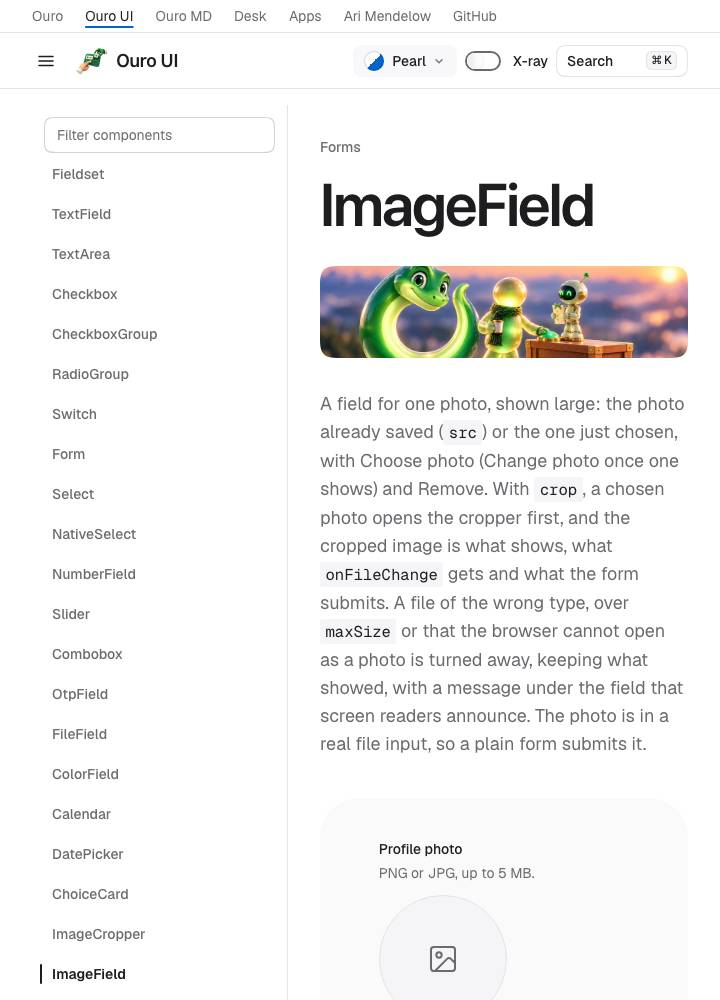 Ouro Ouro UI Ouro MD Desk Apps Ari Mendelow GitHub
Ouro UI Pearl X-ray Search ⌘ K
Filter components
Fieldset
TextField
TextArea
Checkbox
CheckboxGroup
RadioGroup
Switch
Form
Select
NativeSelect
NumberField
Slider
Combobox
OtpField
FileField
ColorField
Calendar
DatePicker
ChoiceCard
ImageCropper
ImageField
Forms
ImageField
A field for one photo, shown large: the photo
already saved ( src ) or the one just chosen,
with Choose photo (Change photo once one
shows) and Remove. With crop , a chosen
photo opens the cropper first, and the
cropped image is what shows, what
onFileChange gets and what the form
submits. A file of the wrong type, over
maxSize or that the browser cannot open
as a photo is turned away, keeping what
showed, with a message under the field that
screen readers announce. The photo is in a
real file input, so a plain form submits it.
Profile photo
PNG or JPG, up to 5 MB.